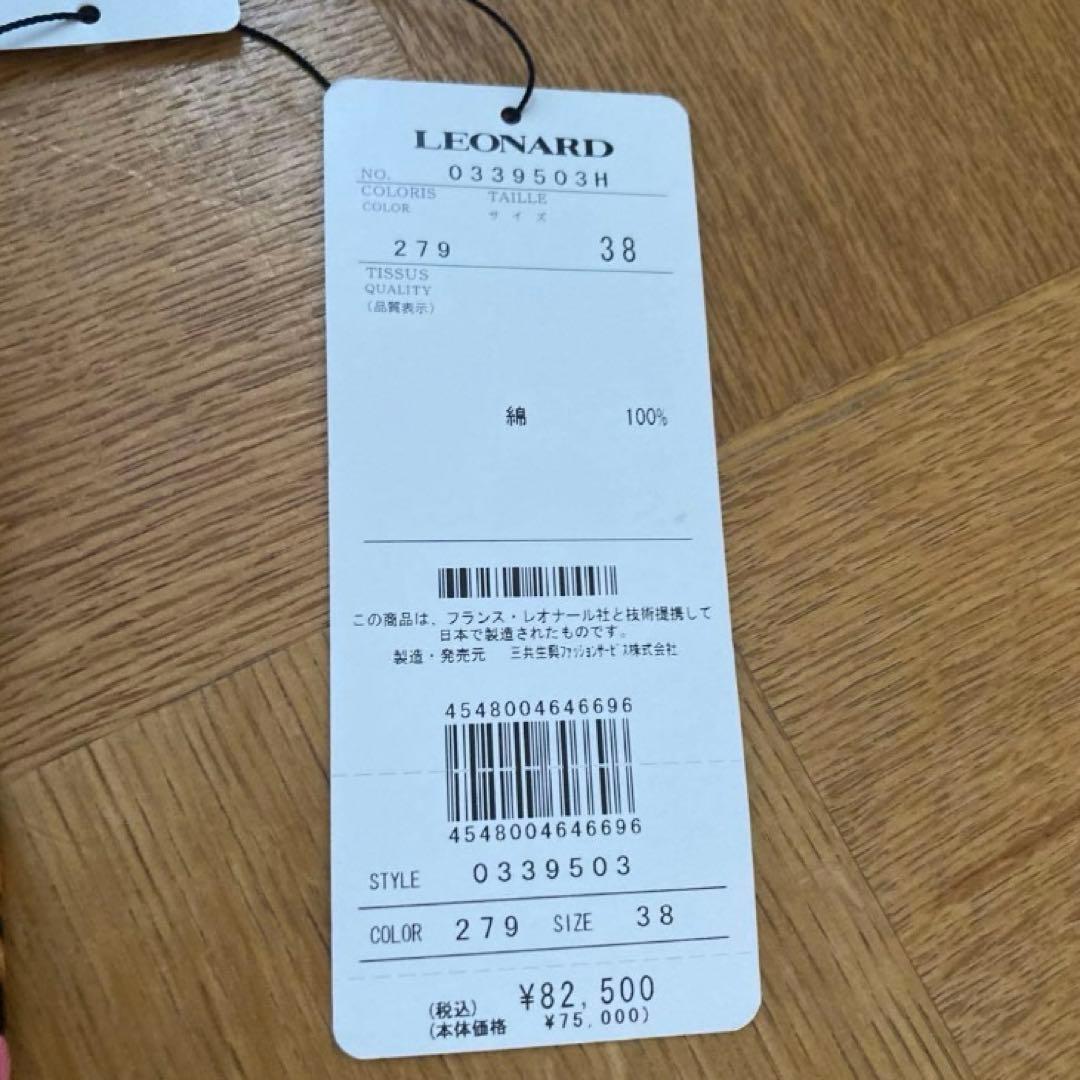 LEONARD
NO. 0339503H
COLORIS TAILLE
COLOR サイズ
279 38
TISSUS
QUALITY
(品質表示)
綿 100%
この商品は、フランス・レオナール社と技術提携して
日本で製造されたものです。
製造・発売元 三共生興ファッションサービス株式会社
4548004646696
4548004646696
STYLE 0339503
COLOR 279 SIZE 38
(税込) ¥82,500
(本体価格 ¥75,000)